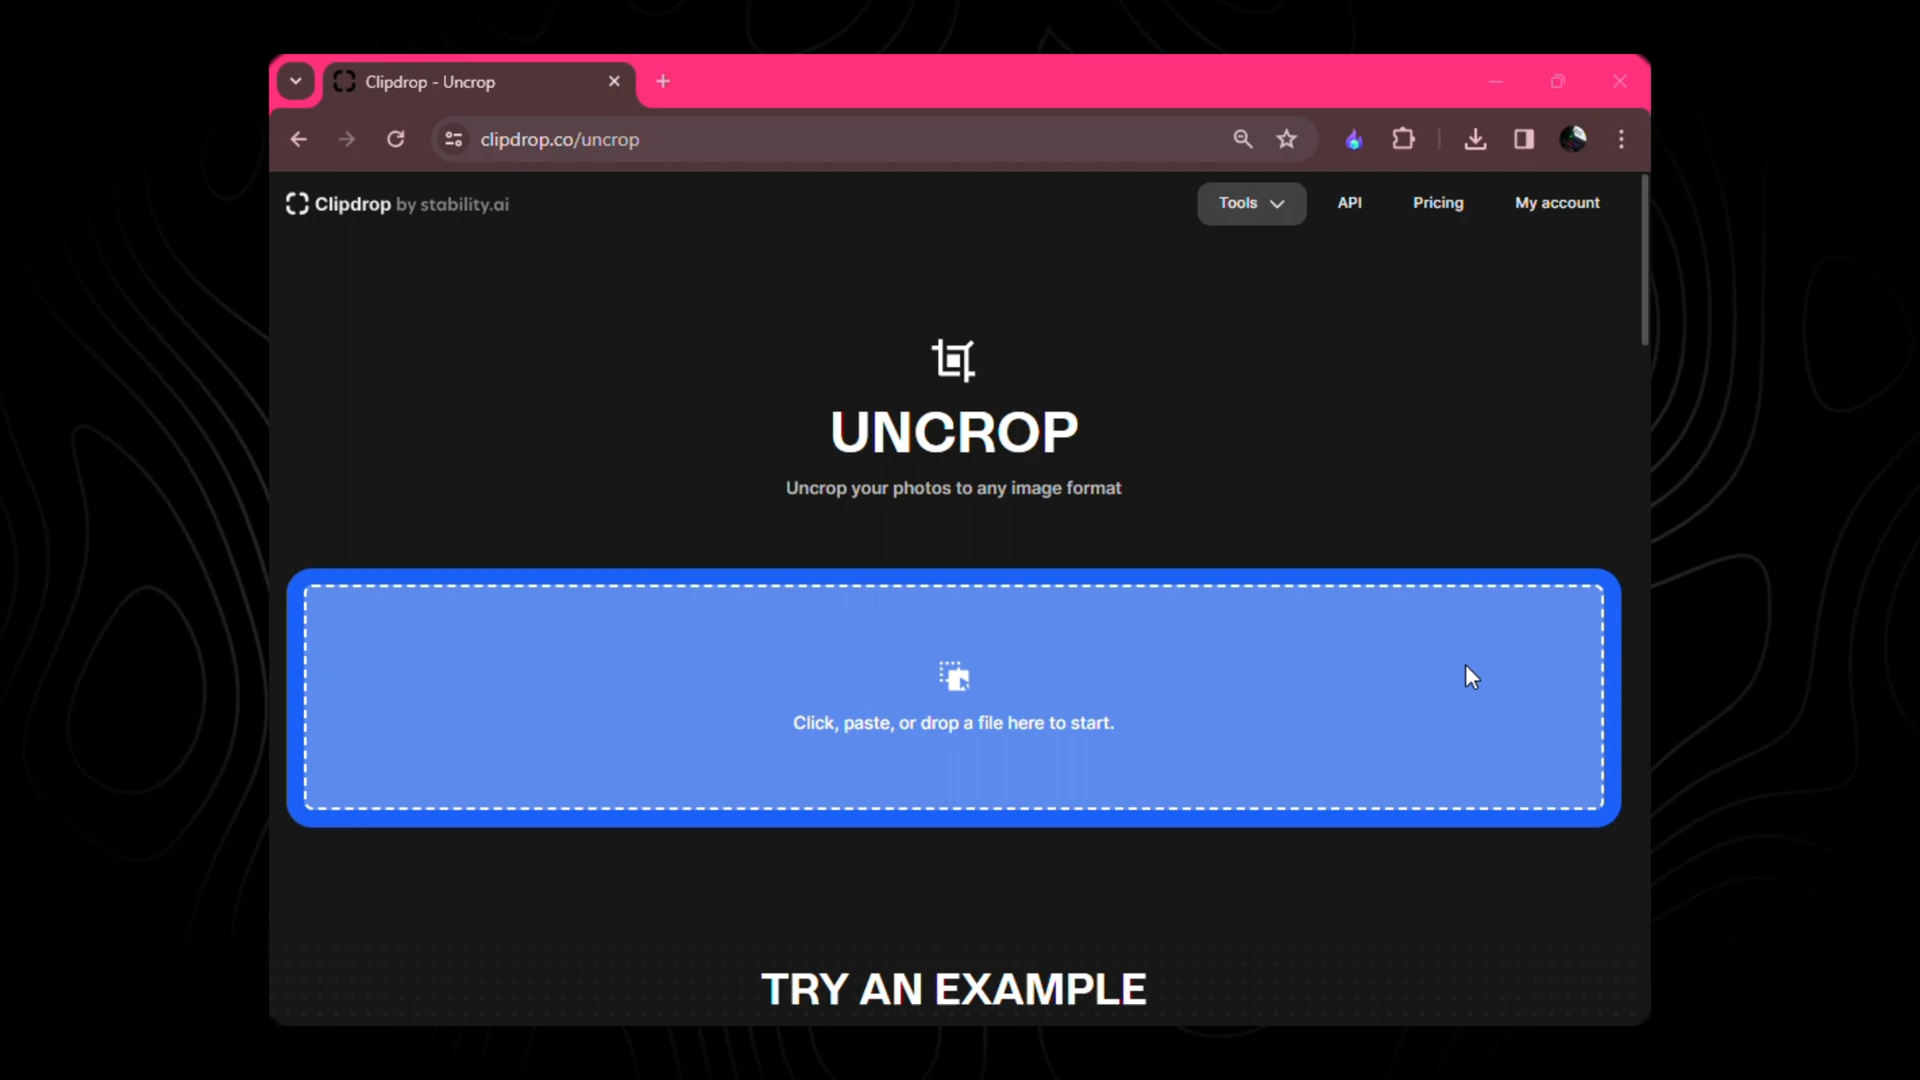 Clipdrop - Uncrop
clipdrop.co/uncrop
Clipdrop by stability.ai
Tools
API
Pricing
My account
UNCROP
Uncrop your photos to any image format
Click, paste, or drop a file here to start.
TRY AN EXAMPLE